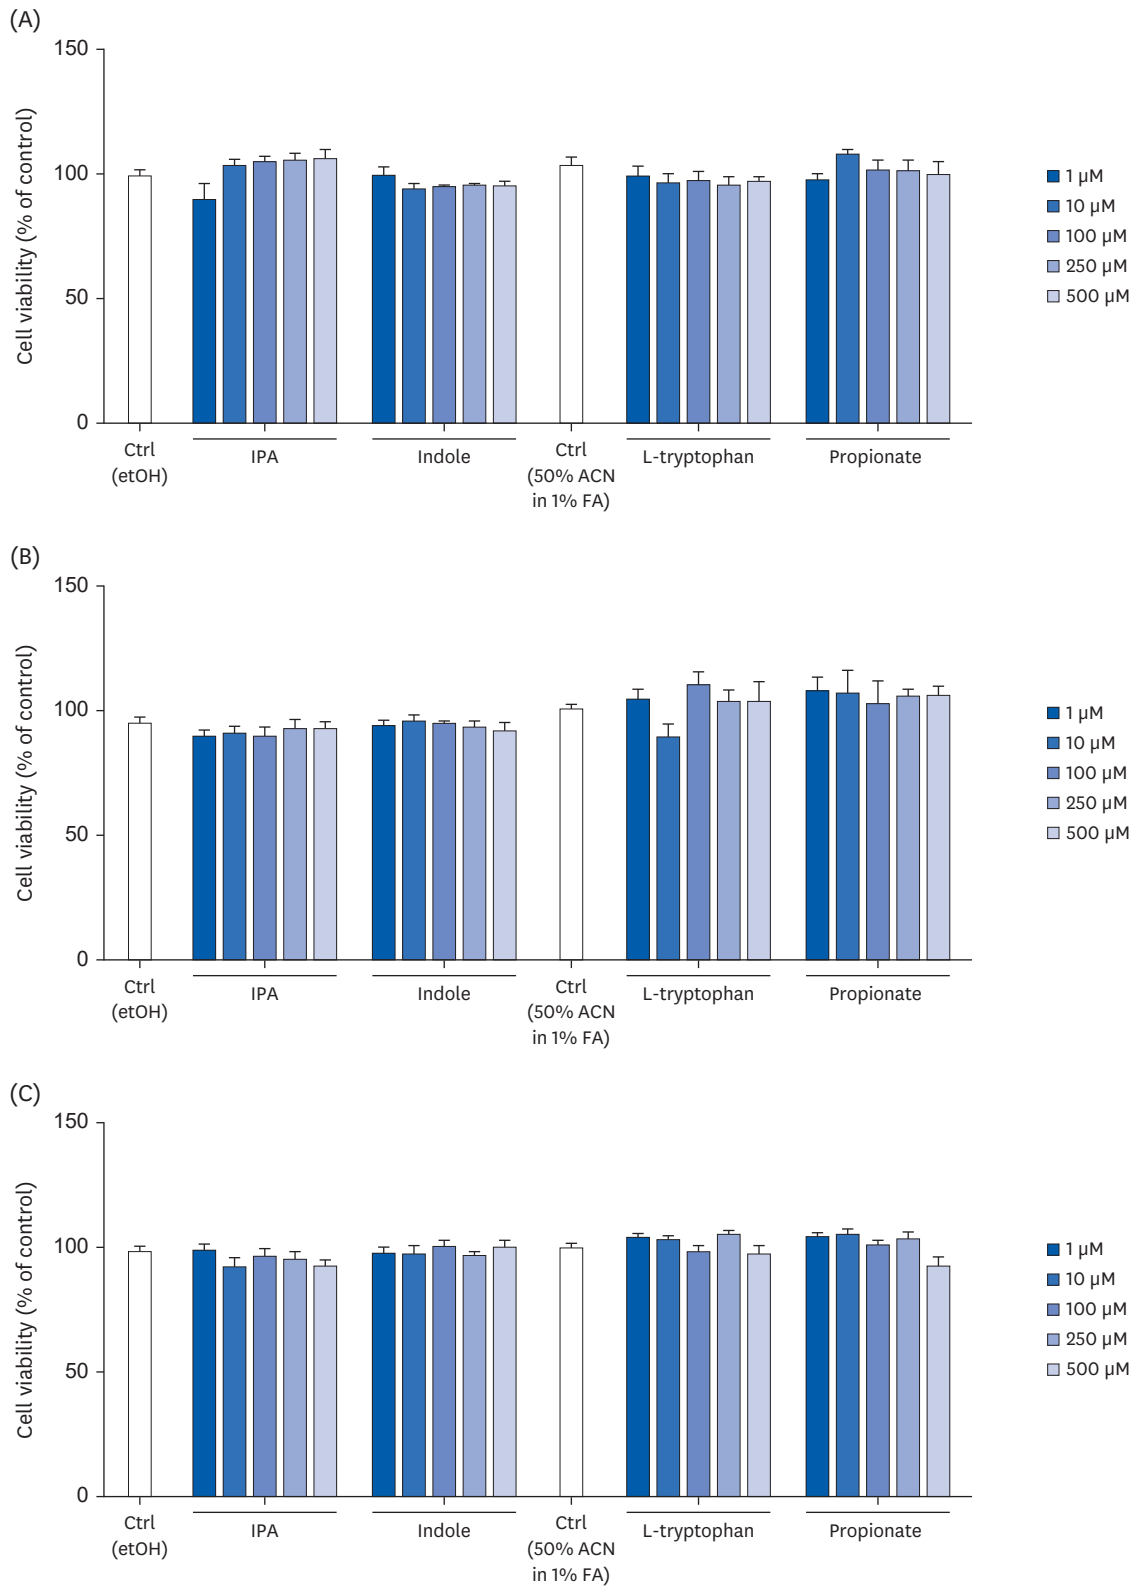 (A)
150
100
50
0
Cell viability (% of control)
Ctrl
(etOH)
IPA
Indole
Ctrl
(50% ACN
in 1% FA)
L-tryptophan
Propionate
1 µM
10 µM
100 µM
250 µM
500 µM
(B)
150
100
50
0
Cell viability (% of control)
Ctrl
(etOH)
IPA
Indole
Ctrl
(50% ACN
in 1% FA)
L-tryptophan
Propionate
1 µM
10 µM
100 µM
250 µM
500 µM
(C)
150
100
50
0
Cell viability (% of control)
Ctrl
(etOH)
IPA
Indole
Ctrl
(50% ACN
in 1% FA)
L-tryptophan
Propionate
1 µM
10 µM
100 µM
250 µM
500 µM